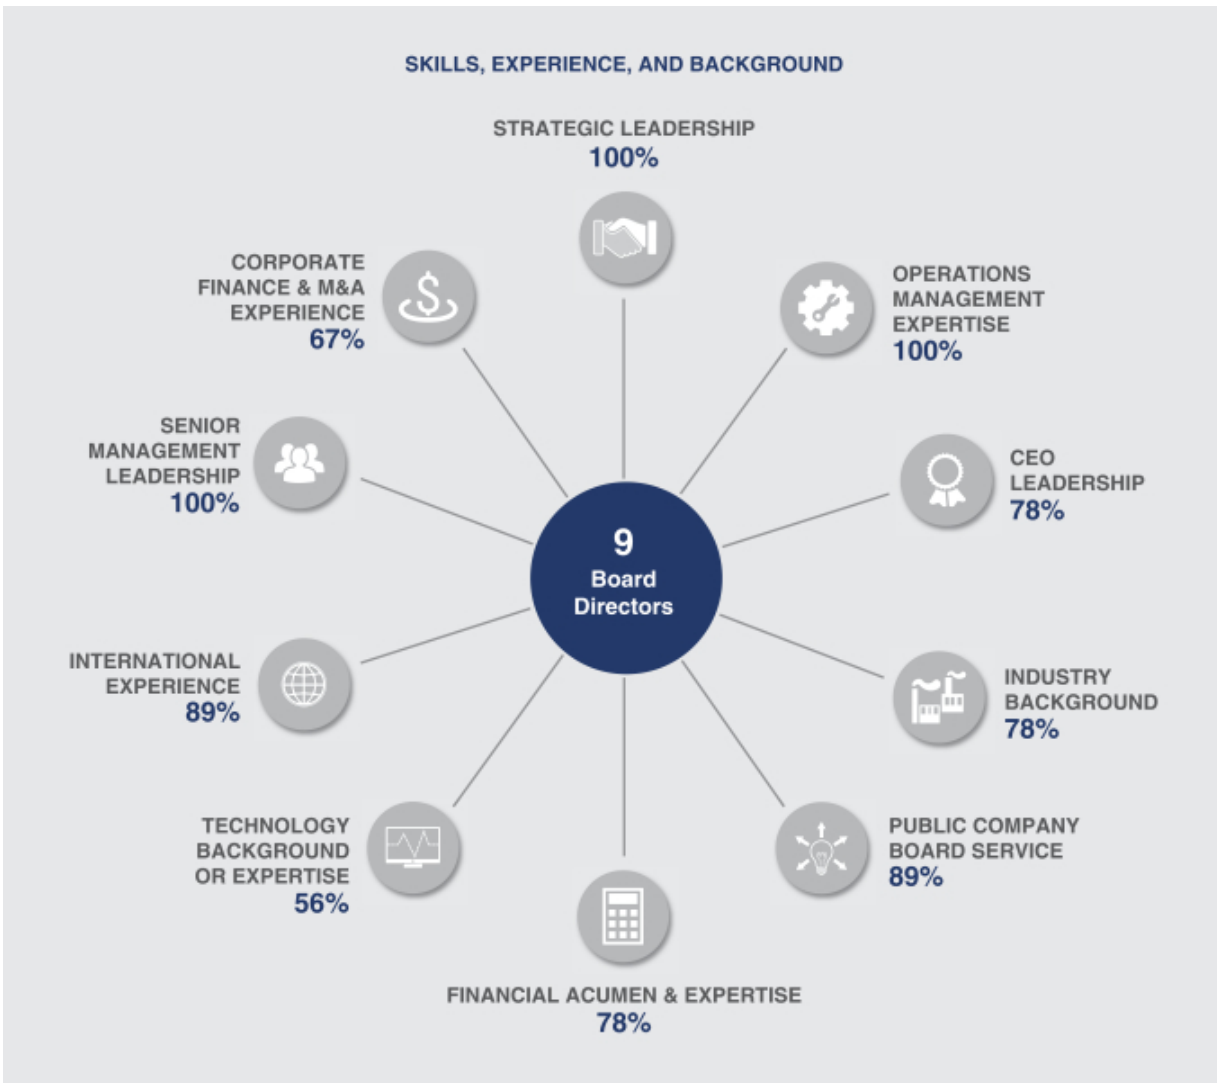 SKILLS, EXPERIENCE, AND BACKGROUND
STRATEGIC LEADERSHIP
100%
OPERATIONS
MANAGEMENT
EXPERTISE
100%
CEO
LEADERSHIP
78%
INDUSTRY
BACKGROUND
78%
PUBLIC COMPANY
BOARD SERVICE
89%
FINANCIAL ACUMEN & EXPERTISE
78%
TECHNOLOGY
BACKGROUND
OR EXPERTISE
56%
INTERNATIONAL
EXPERIENCE
89%
SENIOR
MANAGEMENT
LEADERSHIP
100%
CORPORATE
FINANCE & M&A
EXPERIENCE
67%
9
Board
Directors